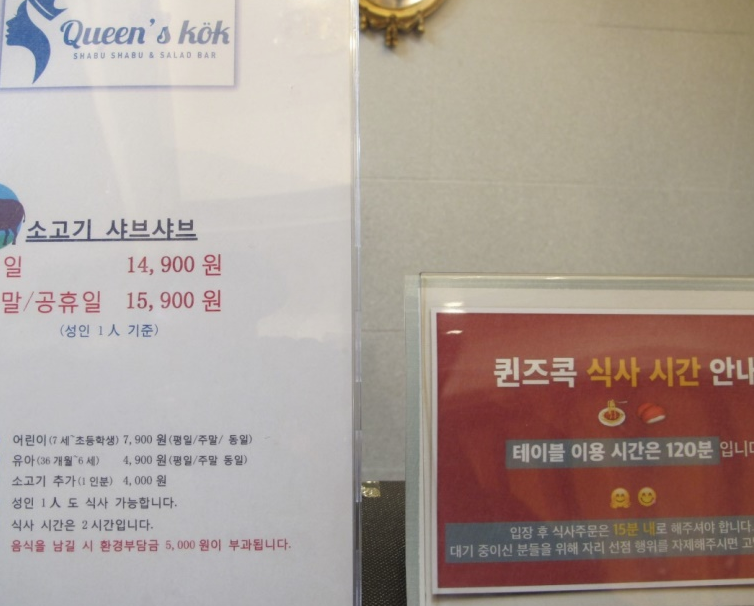 Queen's kök
SHABU SHABU & SALAD BAR
소고기 샤브샤브
일 14,900 원
말/공휴일 15,900 원
(성인 1人 기준)
어린이(7세~초등학생) 7,900 원(평일/주말/ 동일)
유아(36개월~6세) 4,900 원(평일/주말 동일)
소고기 추가(1인분) 4,000 원
성인 1人도 식사 가능합니다.
식사 시간은 2시간입니다.
음식을 남길 시 환경부담금 5,000원이 부과됩니다.
퀸즈콕 식사 시간 안내
테이블 이용 시간은 120분 입니다
입장 후 식사주문은 15분 내로 해주셔야 합니다.
대기 중이신 분들을 위해 자리 선점 행위를 자제해주시면 고맙